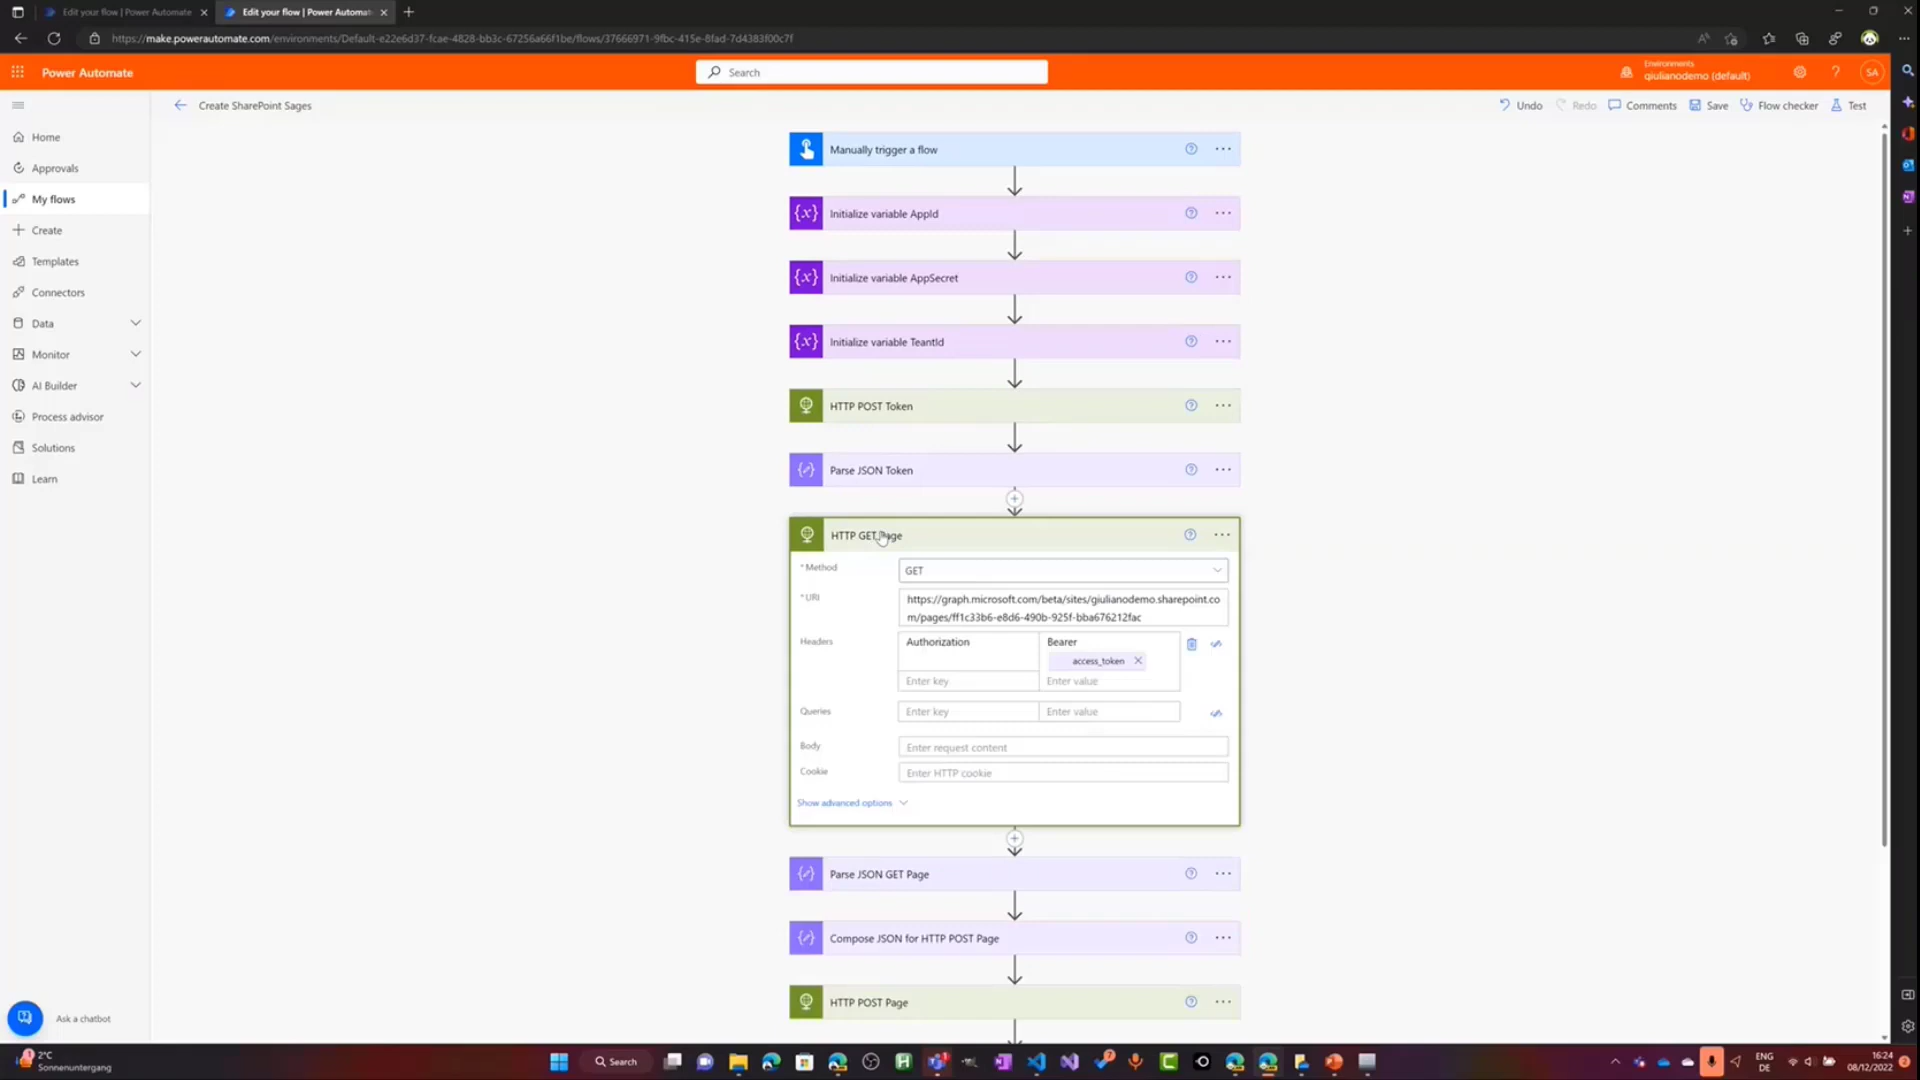 Edit your flow | Power Automate
Edit your flow | Power Automat
https://make.powerautomate.com/environments/Default-e22e6d37-fcae-4828-bb3c-67256a66f1be/flows/37666971-9fbc-415e-8fad-7d4383f00c7f
Power Automate
Search
Environments
giulianodemo (default)
SA
Create SharePoint Sages
Undo
Redo
Comments
Save
Flow checker
Test
Home
Approvals
My flows
Create
Templates
Connectors
Data
Monitor
AI Builder
Process advisor
Solutions
Learn
Ask a chatbot
Manually trigger a flow
Initialize variable AppId
Initialize variable AppSecret
Initialize variable TeantId
HTTP POST Token
Parse JSON Token
HTTP GET Page
* Method
GET
* URI
https://graph.microsoft.com/beta/sites/giulianodemo.sharepoint.co
m/pages/ff1c33b6-e8d6-490b-925f-bba676212fac
Headers
Authorization
Bearer
access_token
Enter key
Enter value
Queries
Enter key
Enter value
Body
Enter request content
Cookie
Enter HTTP cookie
Show advanced options
Parse JSON GET Page
Compose JSON for HTTP POST Page
HTTP POST Page
2°C
Sonnenuntergang
Search
ENG
DE
16:24
08/12/2022